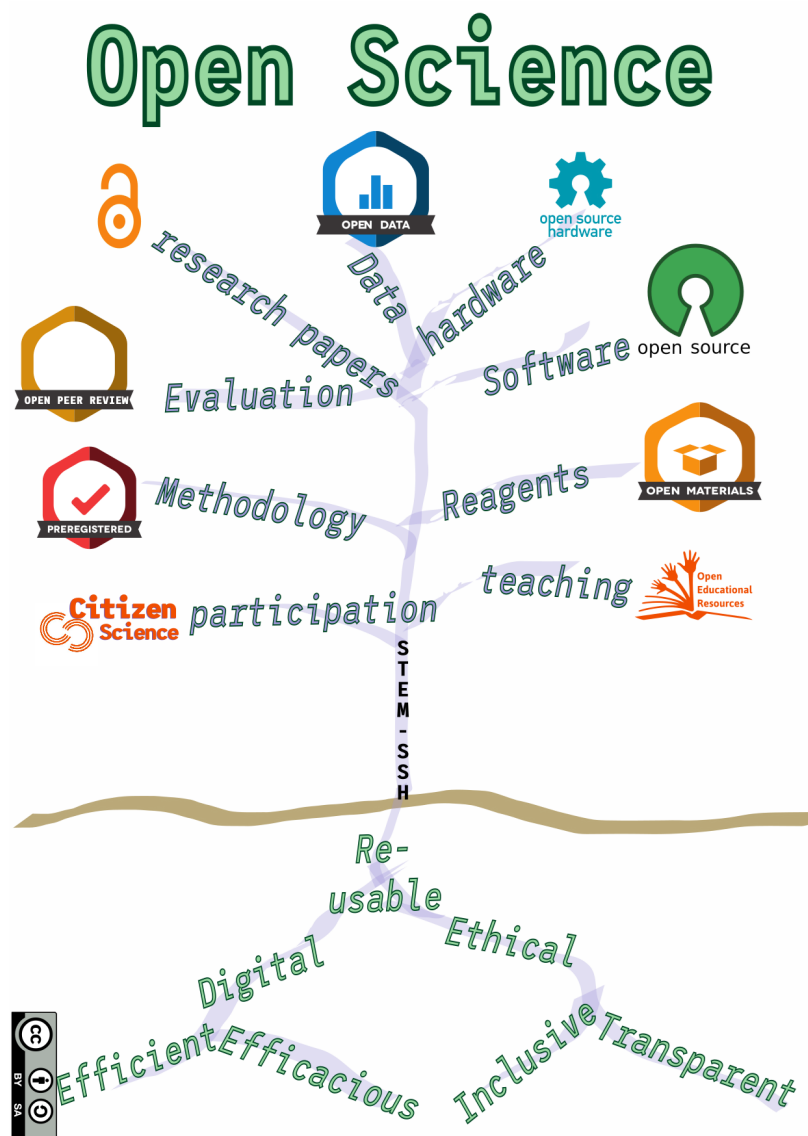 Open Science
OPEN DATA
open source
hardware
research papers
Data
hardware
open source
Software
OPEN PEER REVIEW
Evaluation
Methodology
PREREGISTERED
Reagents
OPEN MATERIALS
Citizen
Science
participation
teaching
Open
Educational
Resources
STEM-SSH
Re-
usable
Ethical
Digital
Efficient
Efficacious
Inclusive
Transparent
cc
BY SA